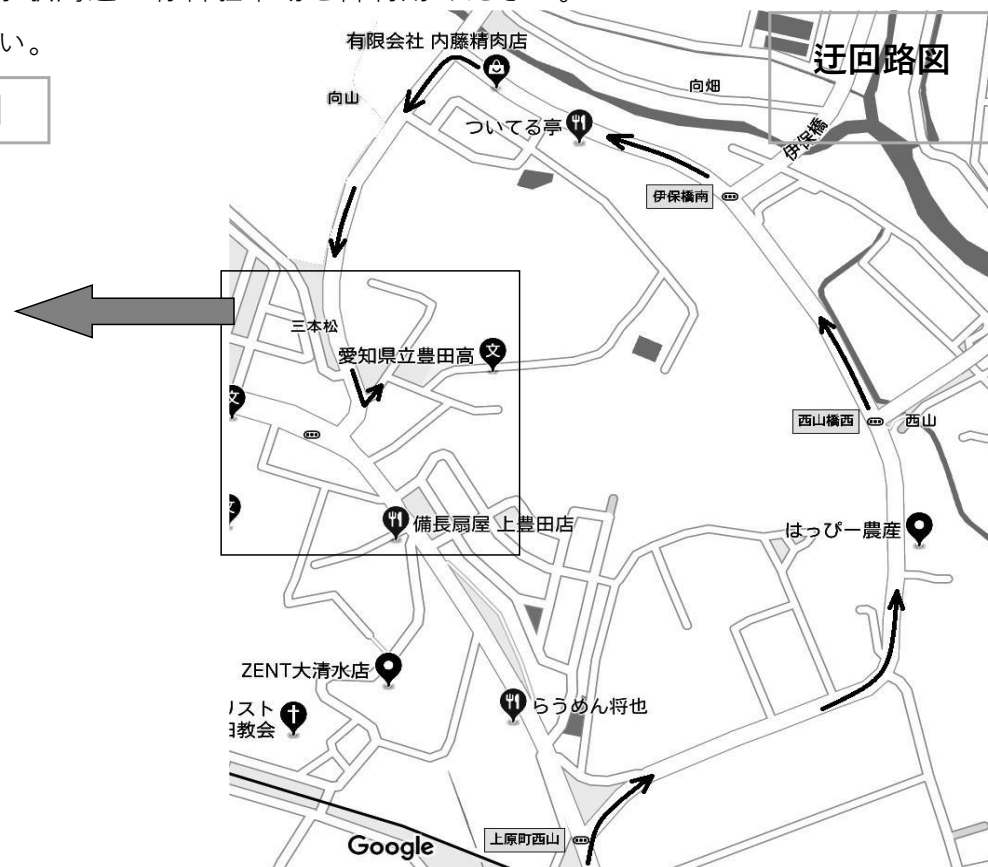 い。
迂回路図
有限会社 内藤精肉店
向山
向畑
ついてる亭
伊保橋
伊保橋南
三本松
愛知県立豊田高
文
文
文
西山橋西
西山
備長扇屋 上豊田店
はっぴー農産
ZENT大清水店
リスト
田教会
らうめん将也
上原町西山
Google